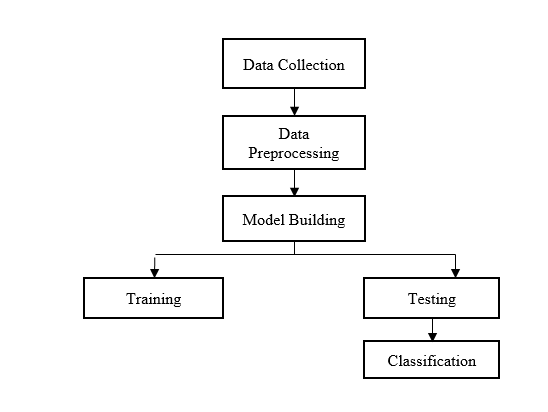 Data Collection
Data
Preprocessing
Model Building
Training
Testing
Classification